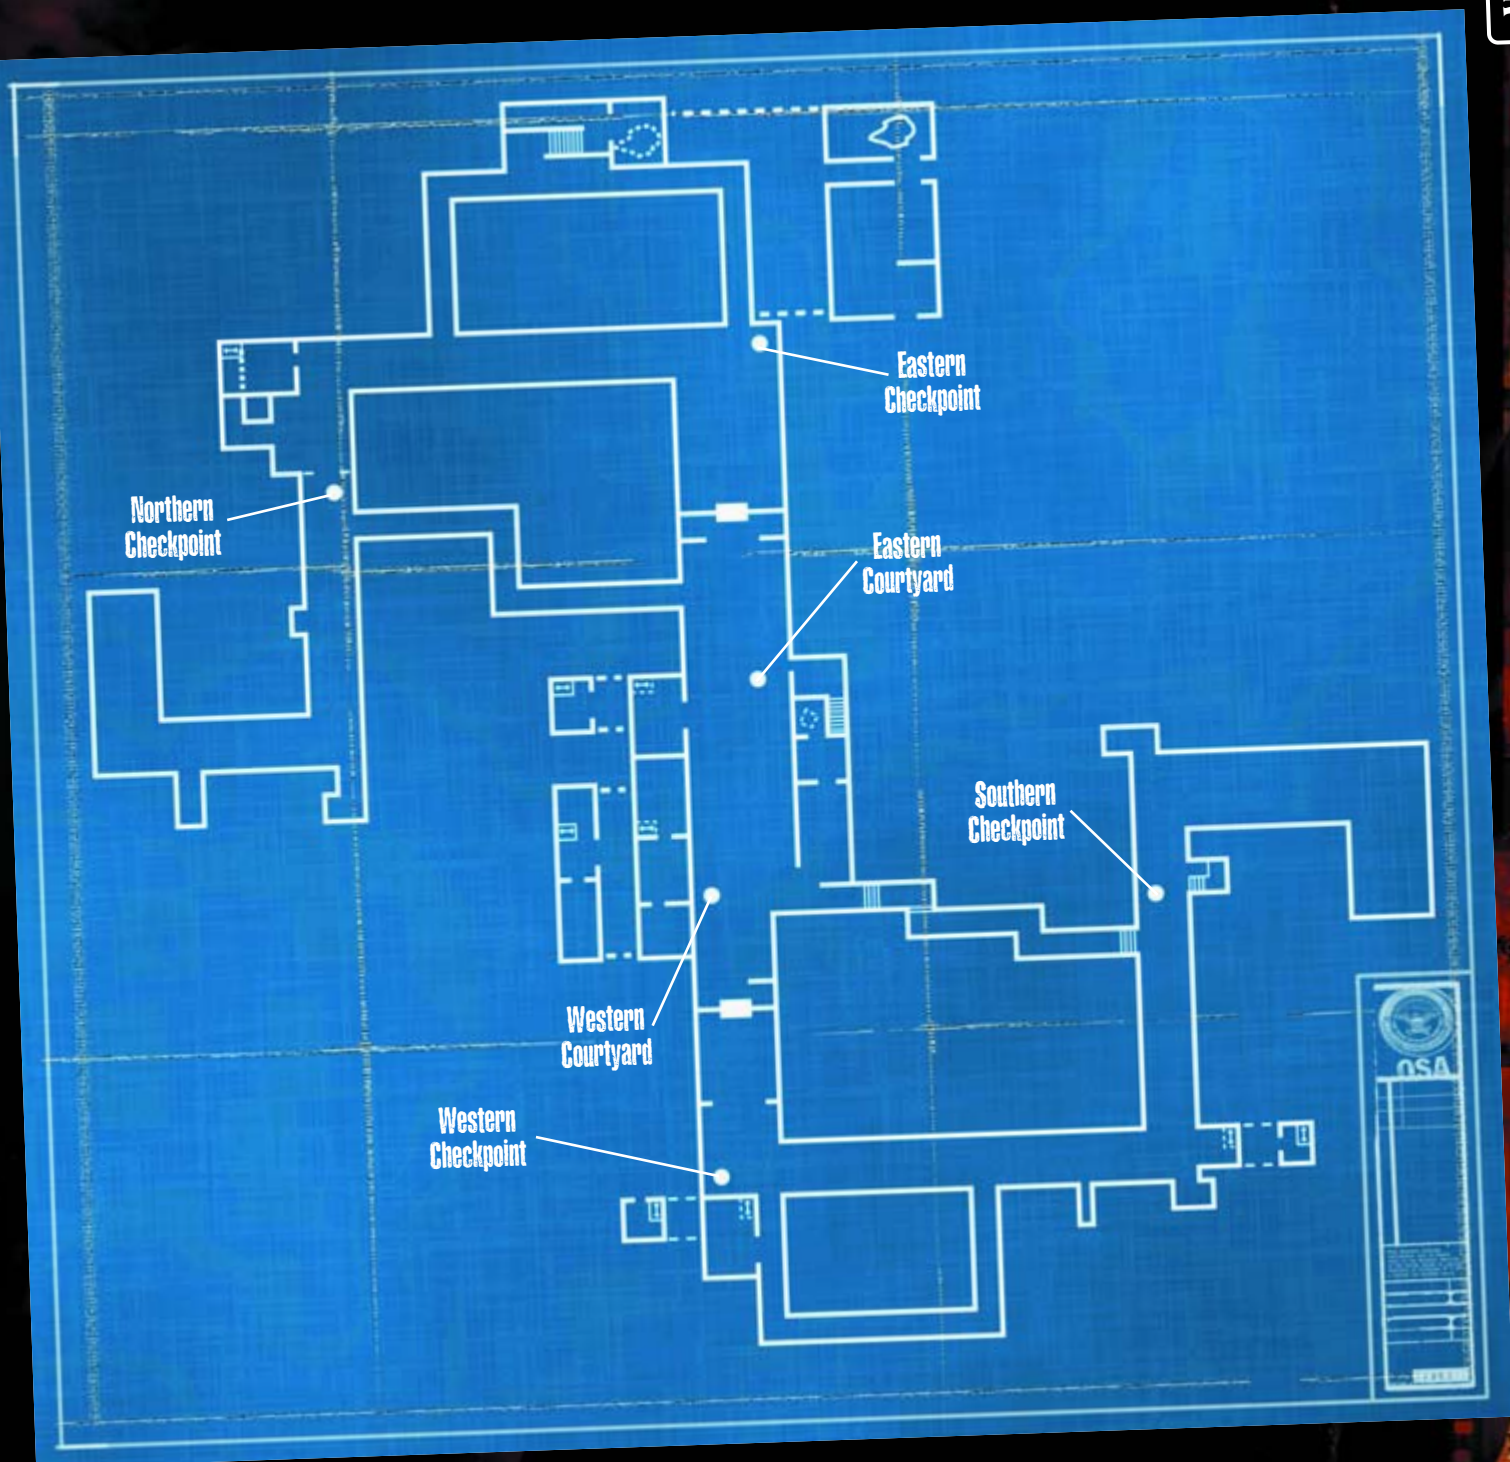 Eastern
Checkpoint
Northern
Checkpoint
Eastern
Courtyard
Southern
Checkpoint
Western
Courtyard
OSA
Western
Checkpoint